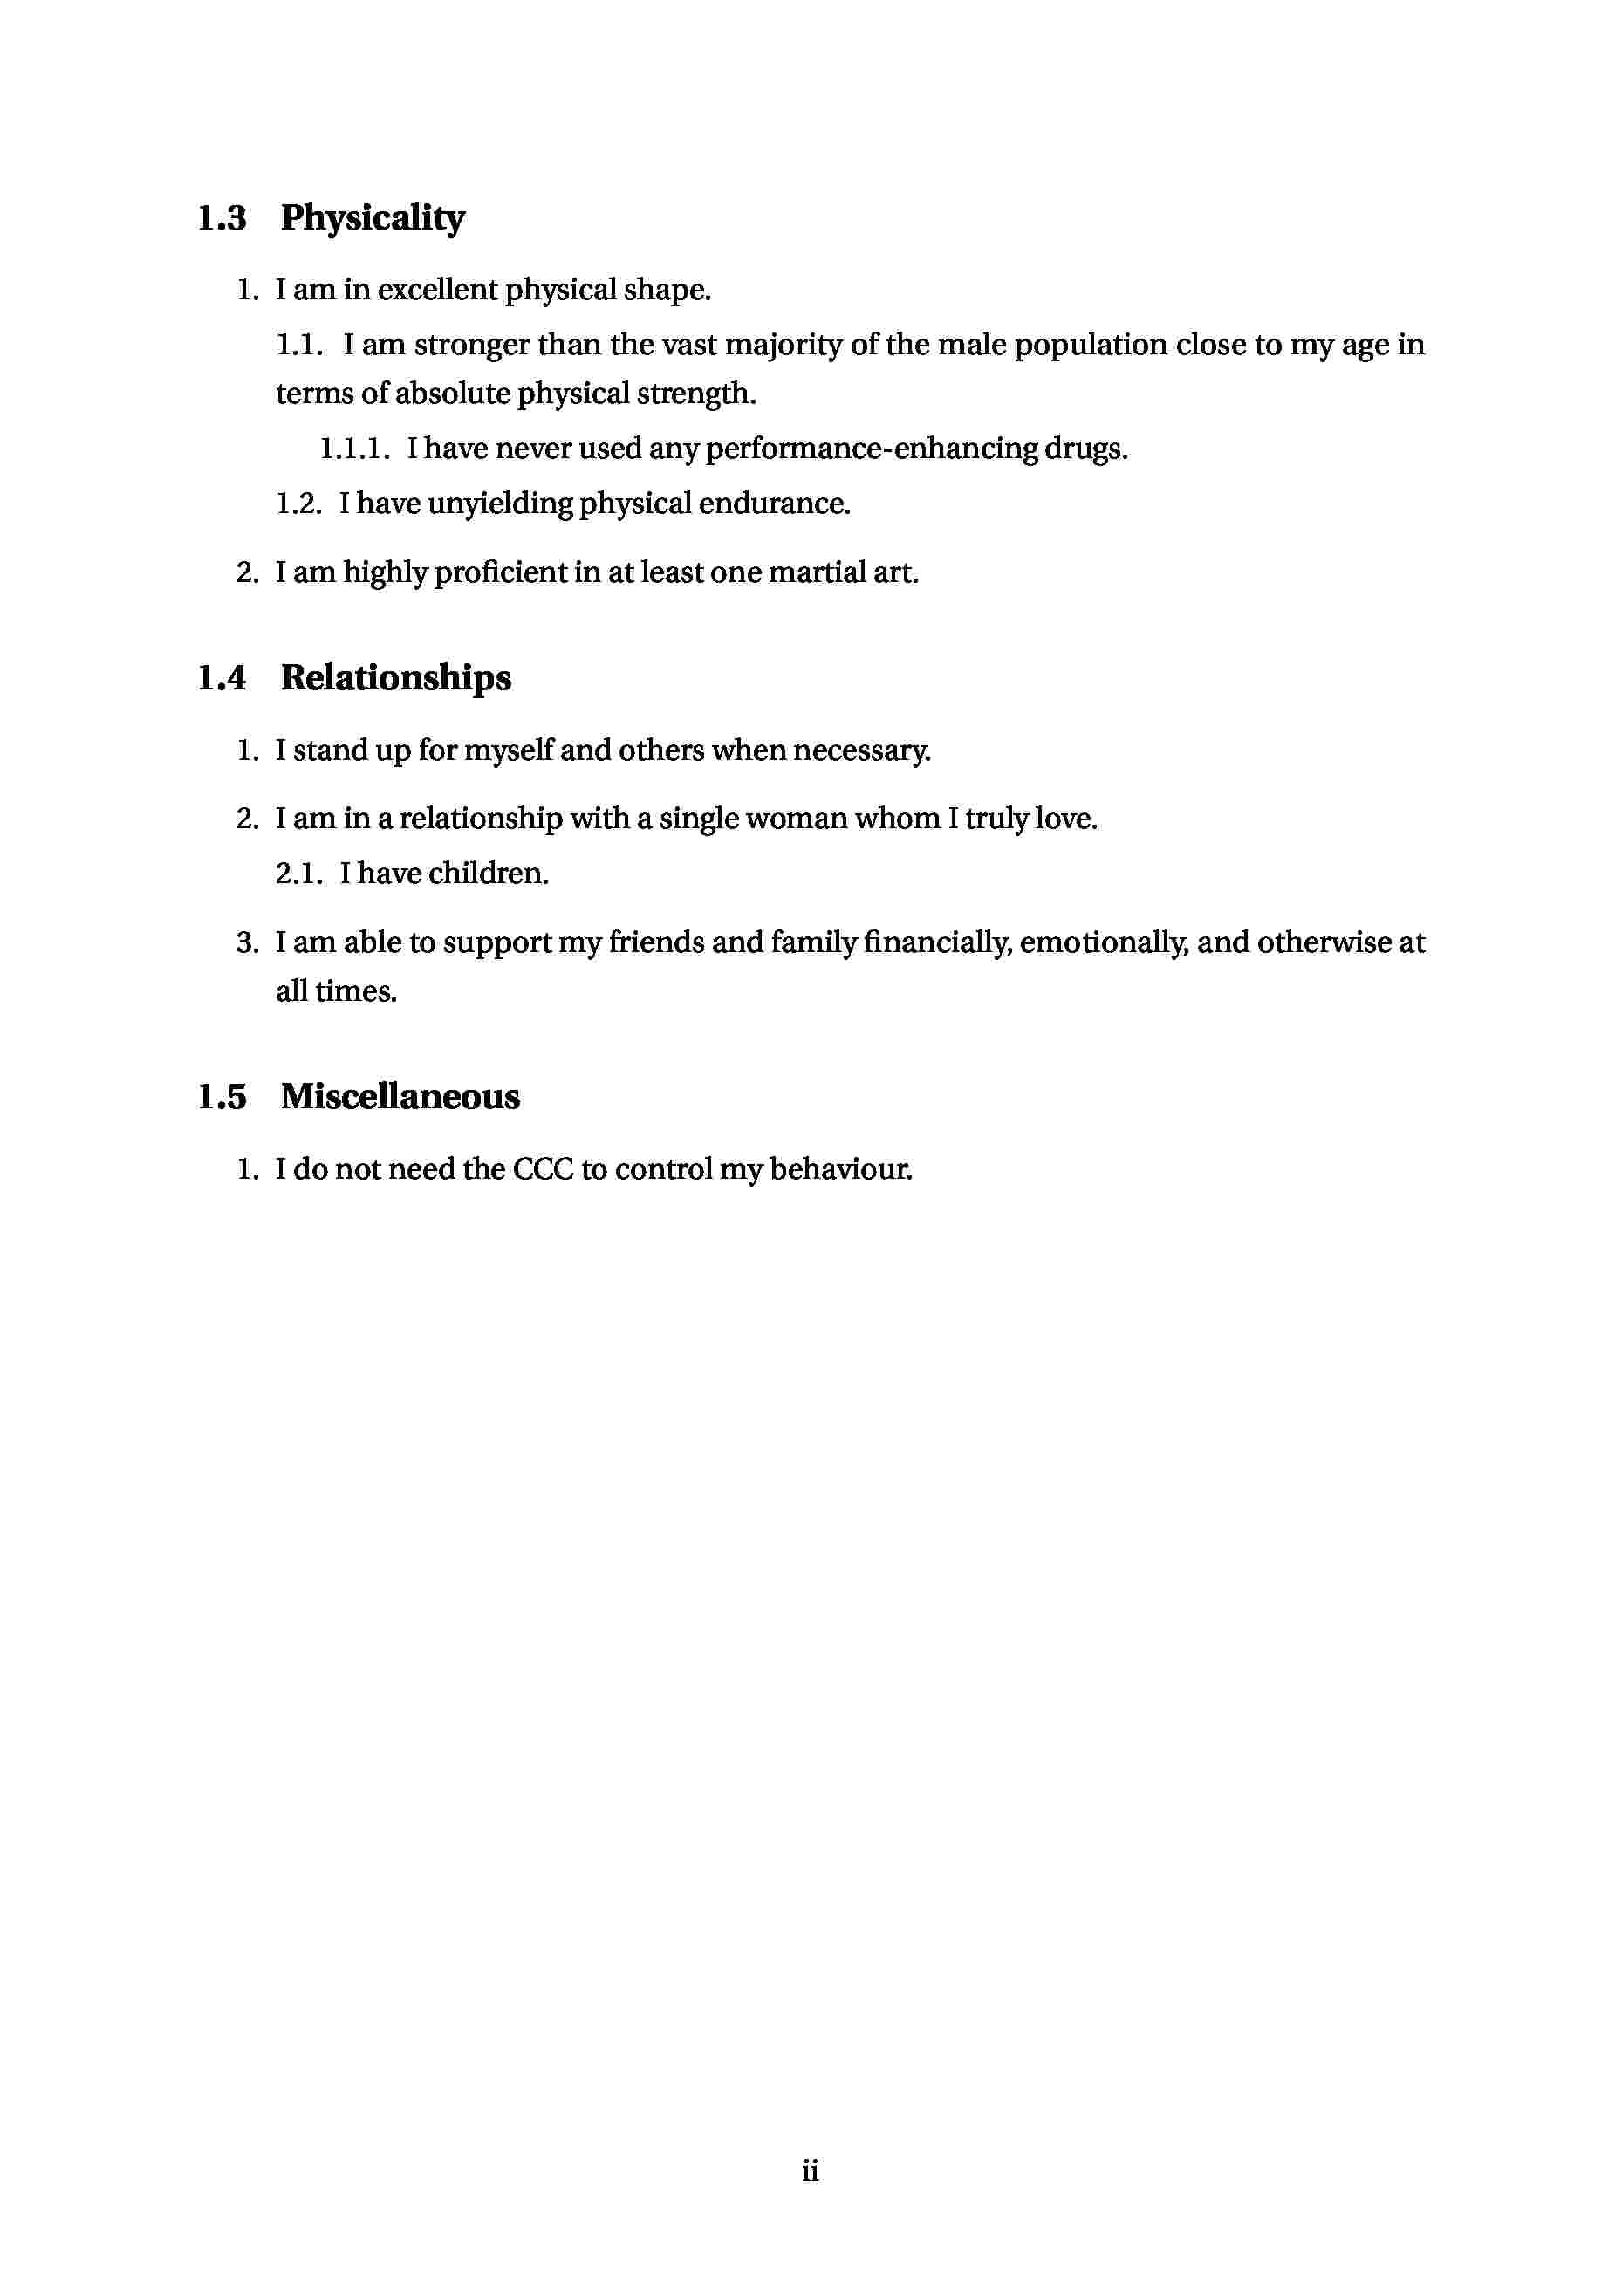 1.3 Physicality
1. I am in excellent physical shape.
1.1. I am stronger than the vast majority of the male population close to my age in
terms of absolute physical strength.
1.1.1. I have never used any performance-enhancing drugs.
1.2. I have unyielding physical endurance.
2. I am highly proficient in at least one martial art.
1.4 Relationships
1. I stand up for myself and others when necessary.
2. I am in a relationship with a single woman whom I truly love.
2.1. I have children.
3. I am able to support my friends and family financially, emotionally, and otherwise at
all times.
1.5 Miscellaneous
1. I do not need the CCC to control my behaviour.
ii